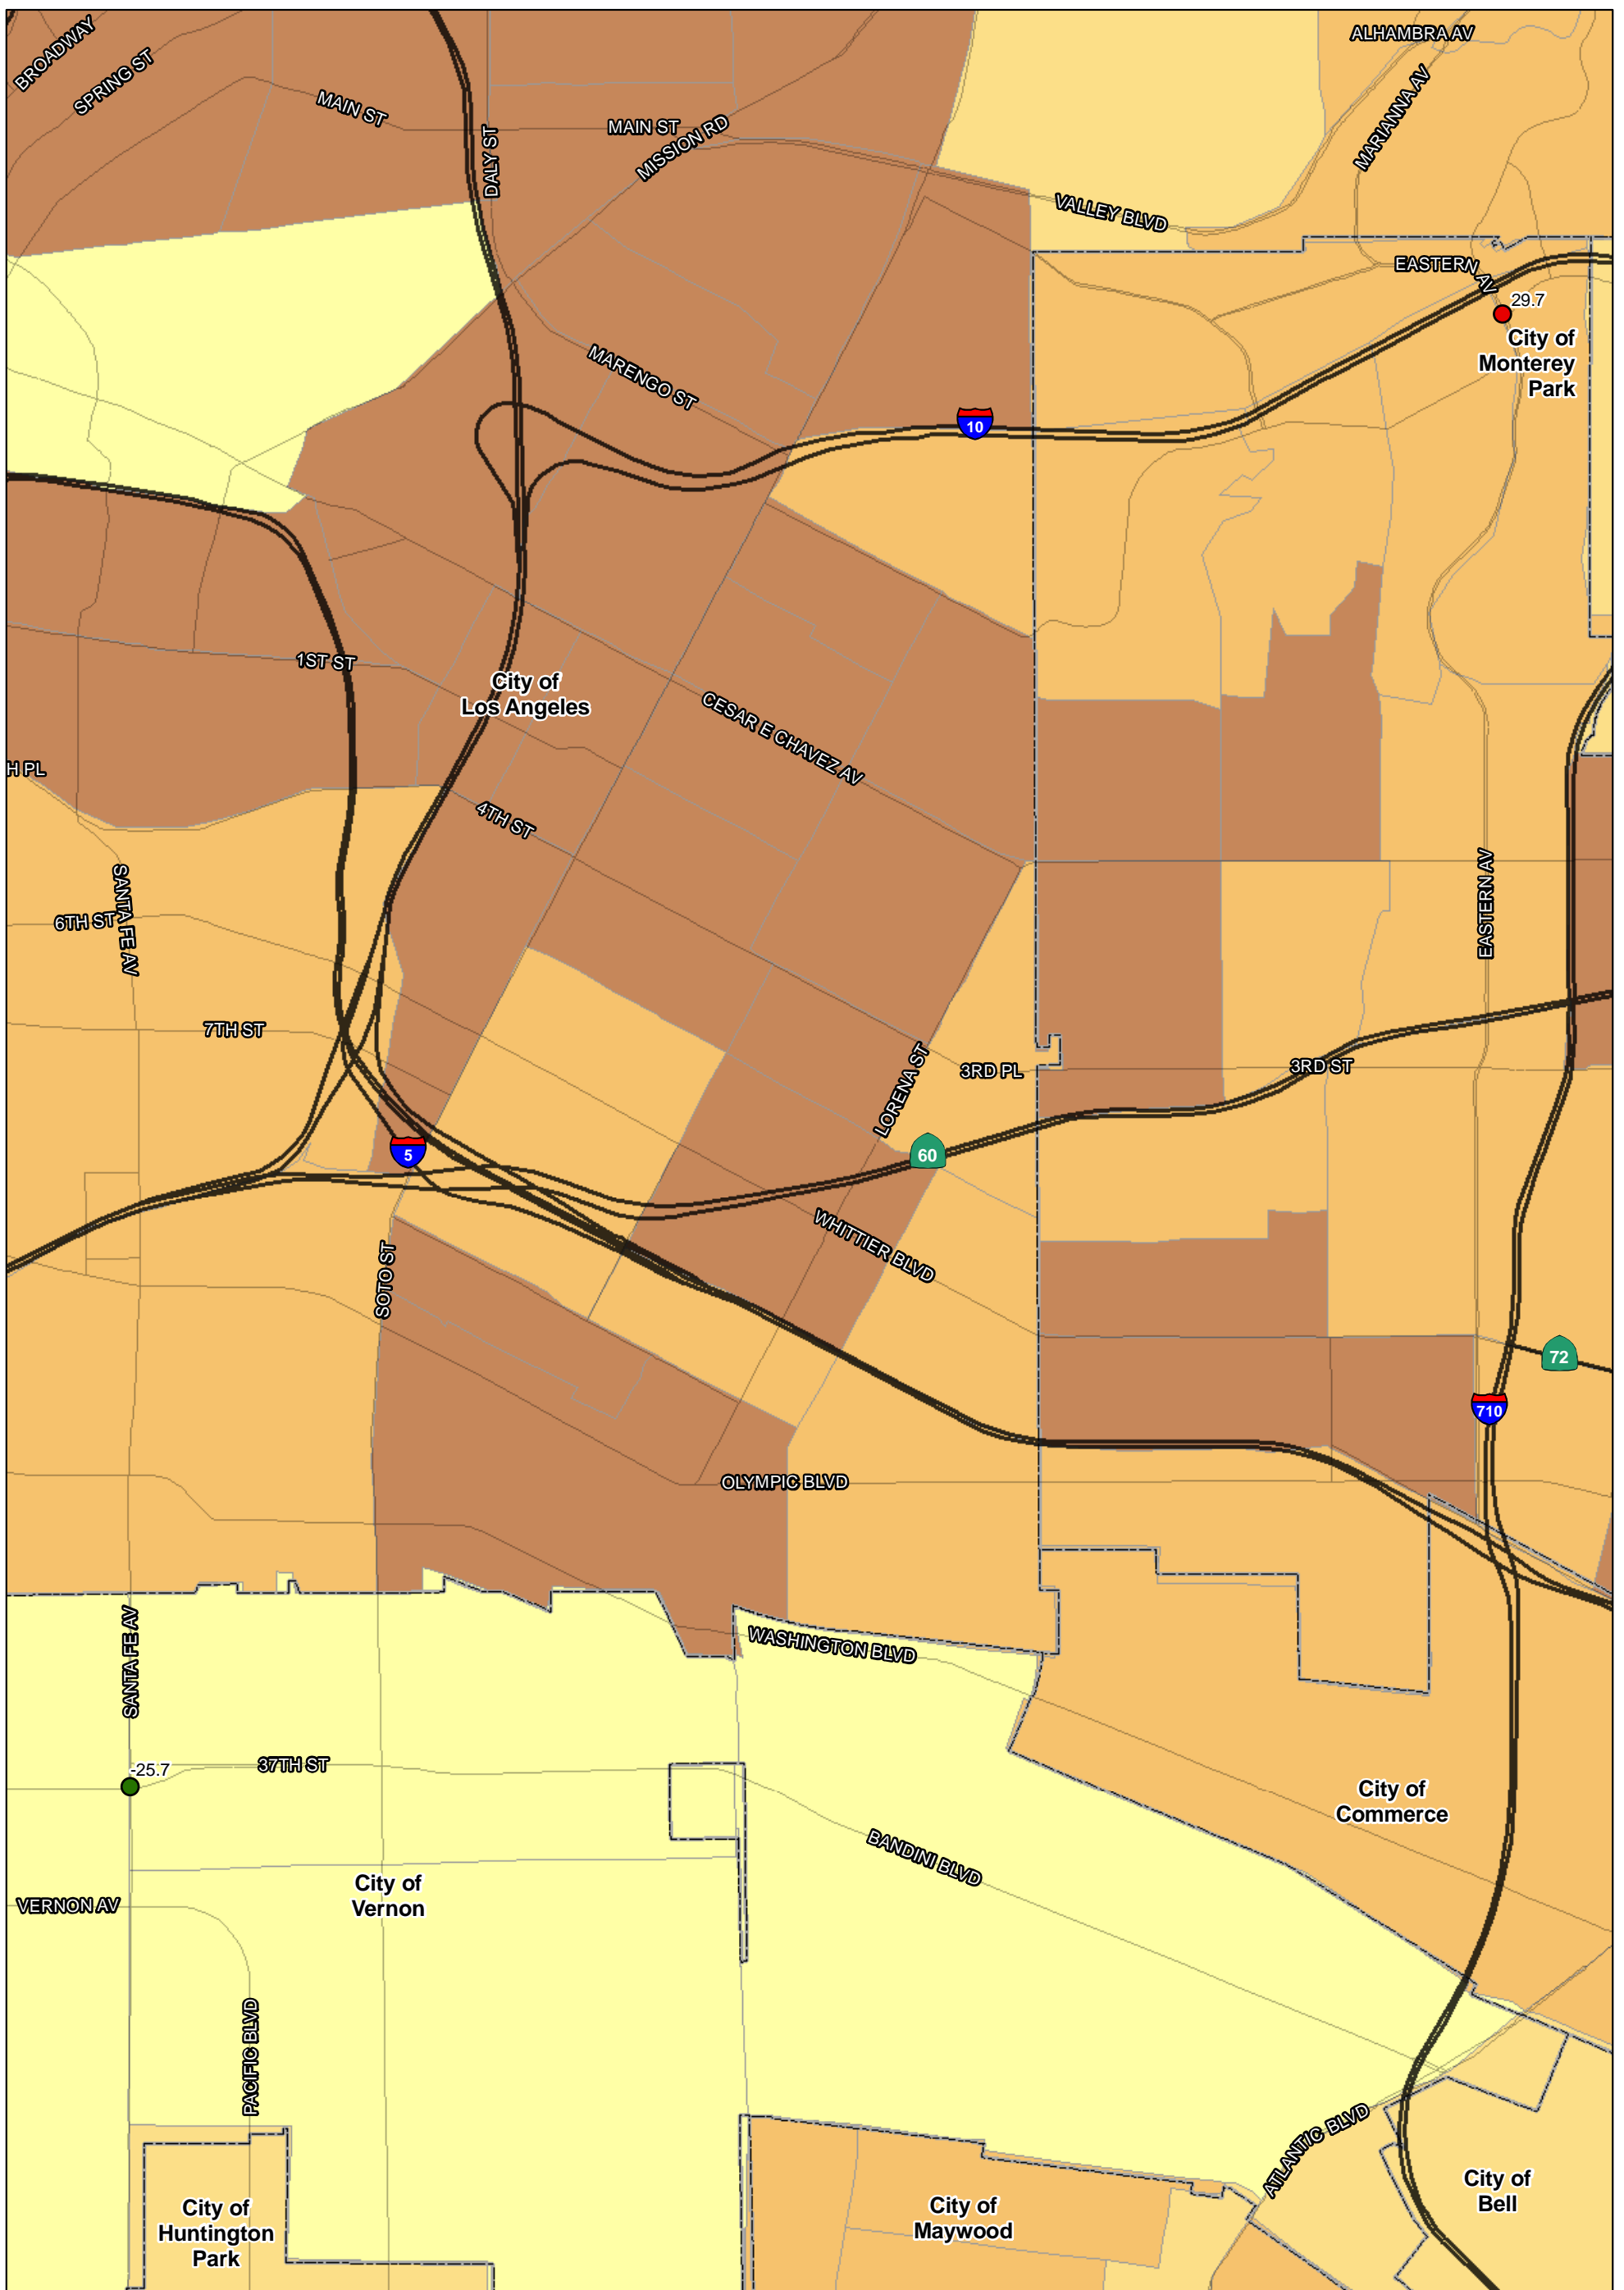 BROADWAY
SPRING ST
MAIN ST
DALY ST
MAIN ST
MISSION RD
ALHAMBRA AV
MARIANNA AV
VALLEY BLVD
EASTERN AV
29.7
City of
Monterey
Park
MARENGO ST
10
1ST ST
City of
Los Angeles
CESAR E CHAVEZ AV
H PL
4TH ST
SANTA FE AV
6TH ST
EASTERN AV
7TH ST
LORENA ST
3RD PL
3RD ST
5
60
WHITTIER BLVD
SOTO ST
72
710
OLYMPIC BLVD
SANTA FE AV
WASHINGTON BLVD
37TH ST
-25.7
City of
Commerce
BANDINI BLVD
City of
Vernon
VERNON AV
PACIFIC BLVD
ATLANTIC BLVD
City of
Bell
City of
Huntington
Park
City of
Maywood